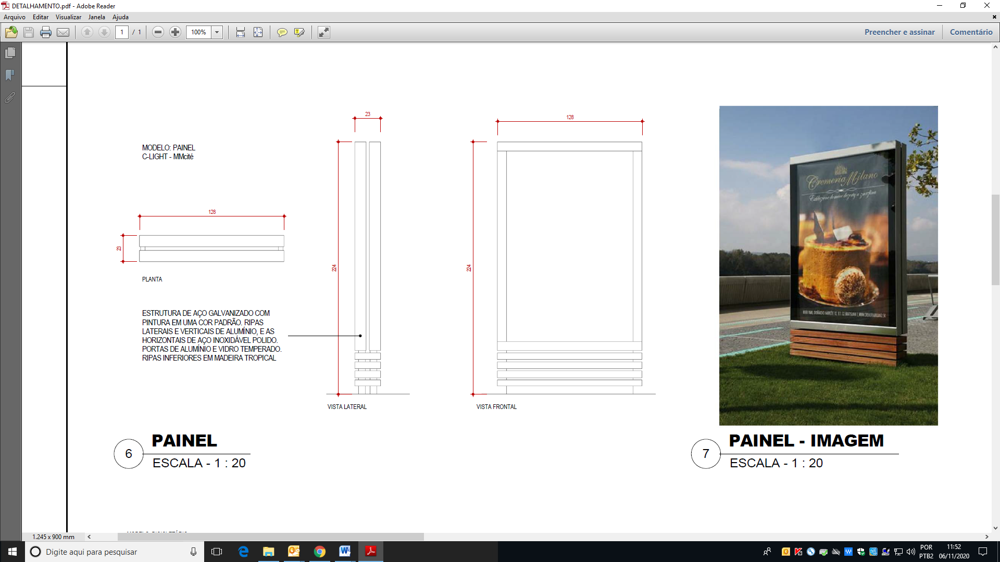 DETALHAMENTO.pdf - Adobe Reader
Arquivo Editar Visualizar Janela Ajuda
1 / 1 100% Preencher e assinar Comentário
MODELO: PAINEL
C-LIGHT - MMcité
128
23
PLANTA
ESTRUTURA DE AÇO GALVANIZADO COM
PINTURA EM UMA COR PADRÃO. RIPAS
LATERAIS E VERTICAIS DE ALUMÍNIO, E AS
HORIZONTAIS DE AÇO INOXIDÁVEL POLIDO.
PORTAS DE ALUMÍNIO E VIDRO TEMPERADO.
RIPAS INFERIORES EM MADEIRA TROPICAL
23
224
VISTA LATERAL
128
224
VISTA FRONTAL
Cremeria Milano
6
PAINEL
ESCALA - 1 : 20
7
PAINEL - IMAGEM
ESCALA - 1 : 20
1.245 x 900 mm
Digite aqui para pesquisar
POR
PTB2
11:52
06/11/2020